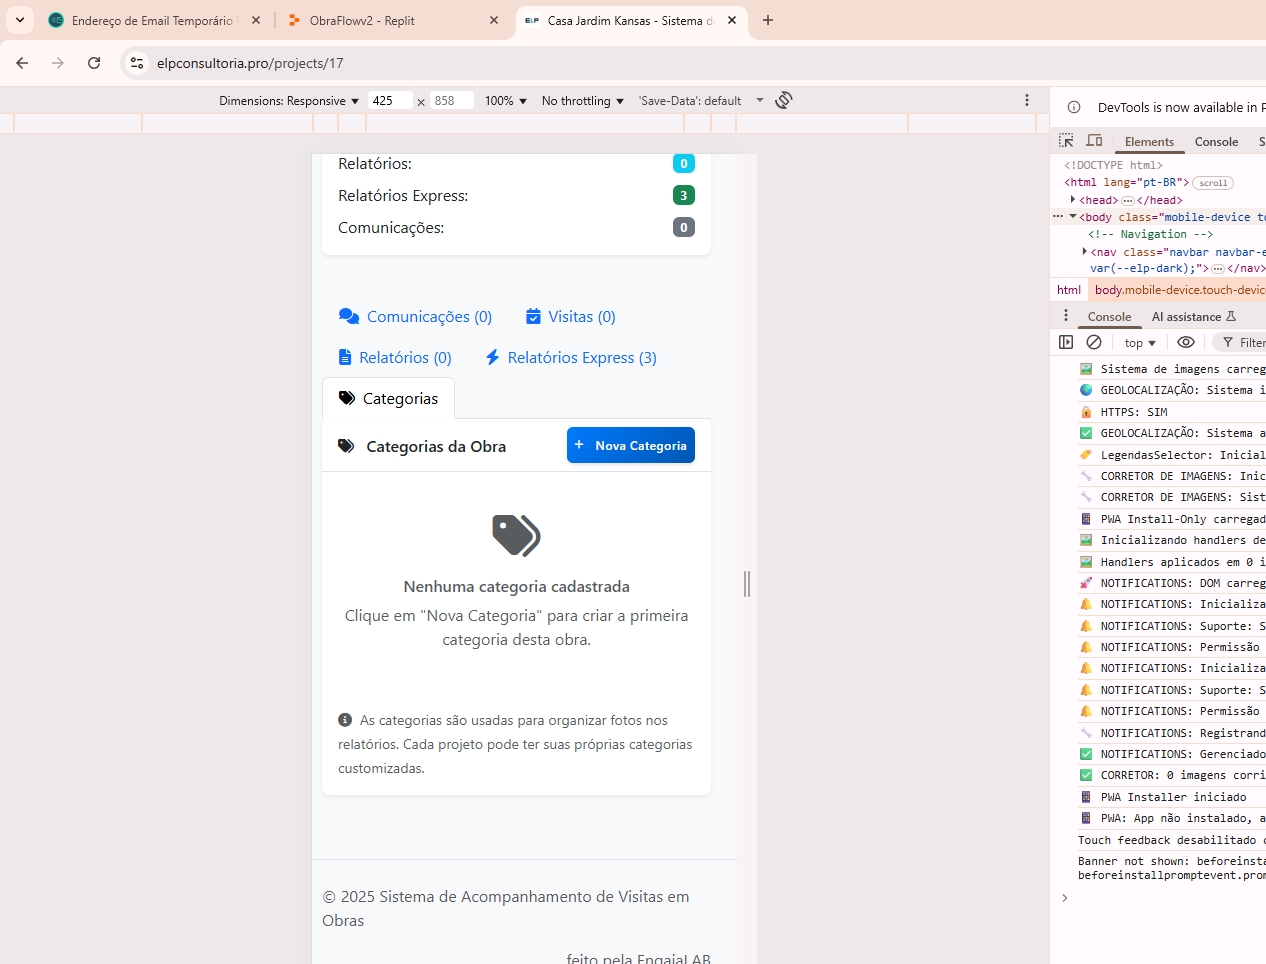 Endereço de Email Temporário
ObraFlowv2 - Replit
ELP Casa Jardim Kansas - Sistema d
elpconsultoria.pro/projects/17
Dimensions: Responsive 425 x 858 100% No throttling 'Save-Data': default
DevTools is now available in P
Elements Console S
<!DOCTYPE html>
<html lang="pt-BR"> scroll
<head> </head>
<body class="mobile-device to
<!-- Navigation -->
<nav class="navbar navbar-e
var(--elp-dark);"> </nav>
html body.mobile-device.touch-devic
Console AI assistance
top Filter
Sistema de imagens carreg
GEOLOCALIZAÇÃO: Sistema i
HTTPS: SIM
GEOLOCALIZAÇÃO: Sistema a
LegendasSelector: Inicial
CORRETOR DE IMAGENS: Inic
CORRETOR DE IMAGENS: Sist
PWA Install-Only carregad
Inicializando handlers de
Handlers aplicados em 0 i
NOTIFICATIONS: DOM carreg
NOTIFICATIONS: Inicializa
NOTIFICATIONS: Suporte: S
NOTIFICATIONS: Permissão
NOTIFICATIONS: Inicializa
NOTIFICATIONS: Suporte: S
NOTIFICATIONS: Permissão
NOTIFICATIONS: Registrand
NOTIFICATIONS: Gerenciado
CORRETOR: 0 imagens corri
PWA Installer iniciado
PWA: App não instalado, a
Touch feedback desabilitado
Banner not shown: beforeinsta
beforeinstallpromptevent.prom
Relatórios: 0
Relatórios Express: 3
Comunicações: 0
Comunicações (0) Visitas (0)
Relatórios (0) Relatórios Express (3)
Categorias
Categorias da Obra + Nova Categoria
Nenhuma categoria cadastrada
Clique em "Nova Categoria" para criar a primeira
categoria desta obra.
As categorias são usadas para organizar fotos nos
relatórios. Cada projeto pode ter suas próprias categorias
customizadas.
© 2025 Sistema de Acompanhamento de Visitas em
Obras
feito pela EngajaLAB